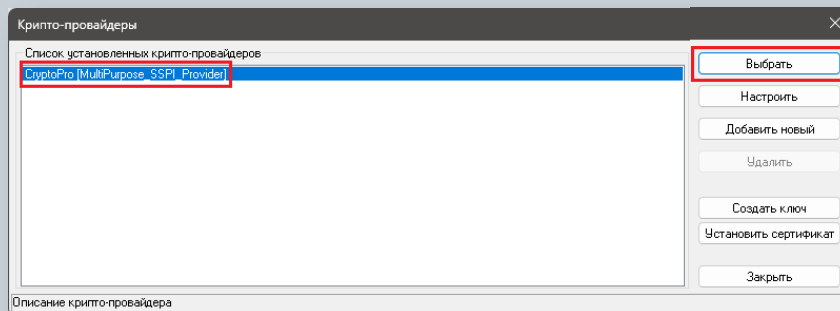 Крипто-провайдеры
Список установленных крипто-провайдеров
CryptoPro [MultiPurpose_SSPI_Provider]
Выбрать
Настроить
Добавить новый
Удалить
Создать ключ
Установить сертификат
Закрыть
Описание крипто-провайдера